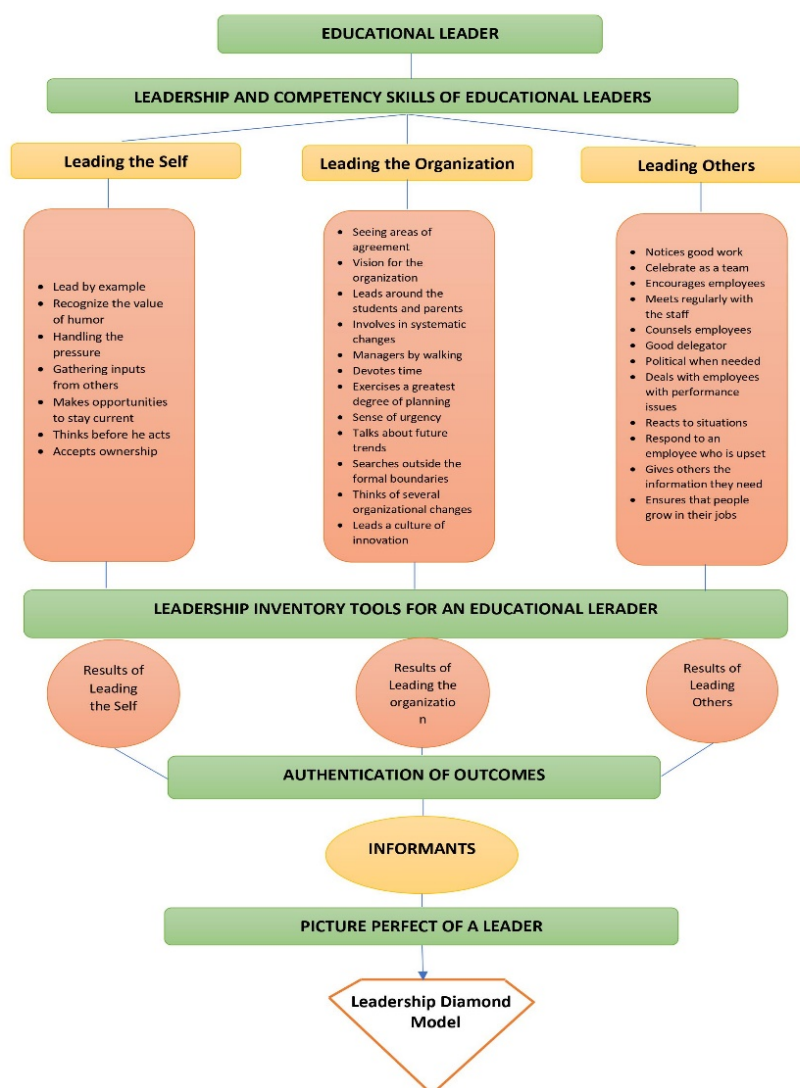 EDUCATIONAL LEADER
LEADERSHIP AND COMPETENCY SKILLS OF EDUCATIONAL LEADERS
Leading the Self
Leading the Organization
Leading Others
• Lead by example
• Recognize the value
of humor
• Handling the
pressure
• Gathering inputs
from others
• Makes opportunities
to stay current
• Thinks before he acts
• Accepts ownership
• Seeing areas of
agreement
• Vision for the
organization
• Leads around the
students and parents
• Involves in systematic
changes
• Managers by walking
• Devotes time
• Exercises a greatest
degree of planning
• Sense of urgency
• Talks about future
trends
• Searches outside the
formal boundaries
• Thinks of several
organizational changes
• Leads a culture of
innovation
• Notices good work
• Celebrate as a team
• Encourages employees
• Meets regularly with
the staff
• Counsels employees
• Good delegator
• Political when needed
• Deals with employees
with performance
issues
• Reacts to situations
• Respond to an
employee who is upset
• Gives others the
information they need
• Ensures that people
grow in their jobs
LEADERSHIP INVENTORY TOOLS FOR AN EDUCATIONAL LERADER
Results of
Leading
the Self
Results of
Leading the
organizatio
n
Results of
Leading
Others
AUTHENTICATION OF OUTCOMES
INFORMANTS
PICTURE PERFECT OF A LEADER
Leadership Diamond
Model